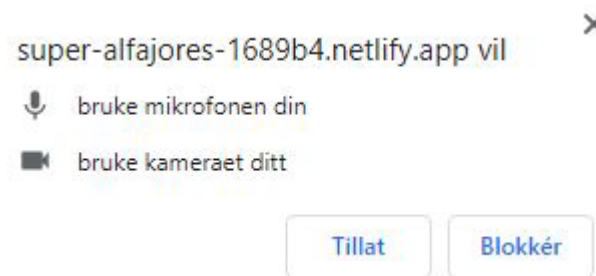 super-alfajores-1689b4.netlify.app vil
bruke mikrofonen din
bruke kameraet ditt
Tillat Blokkér